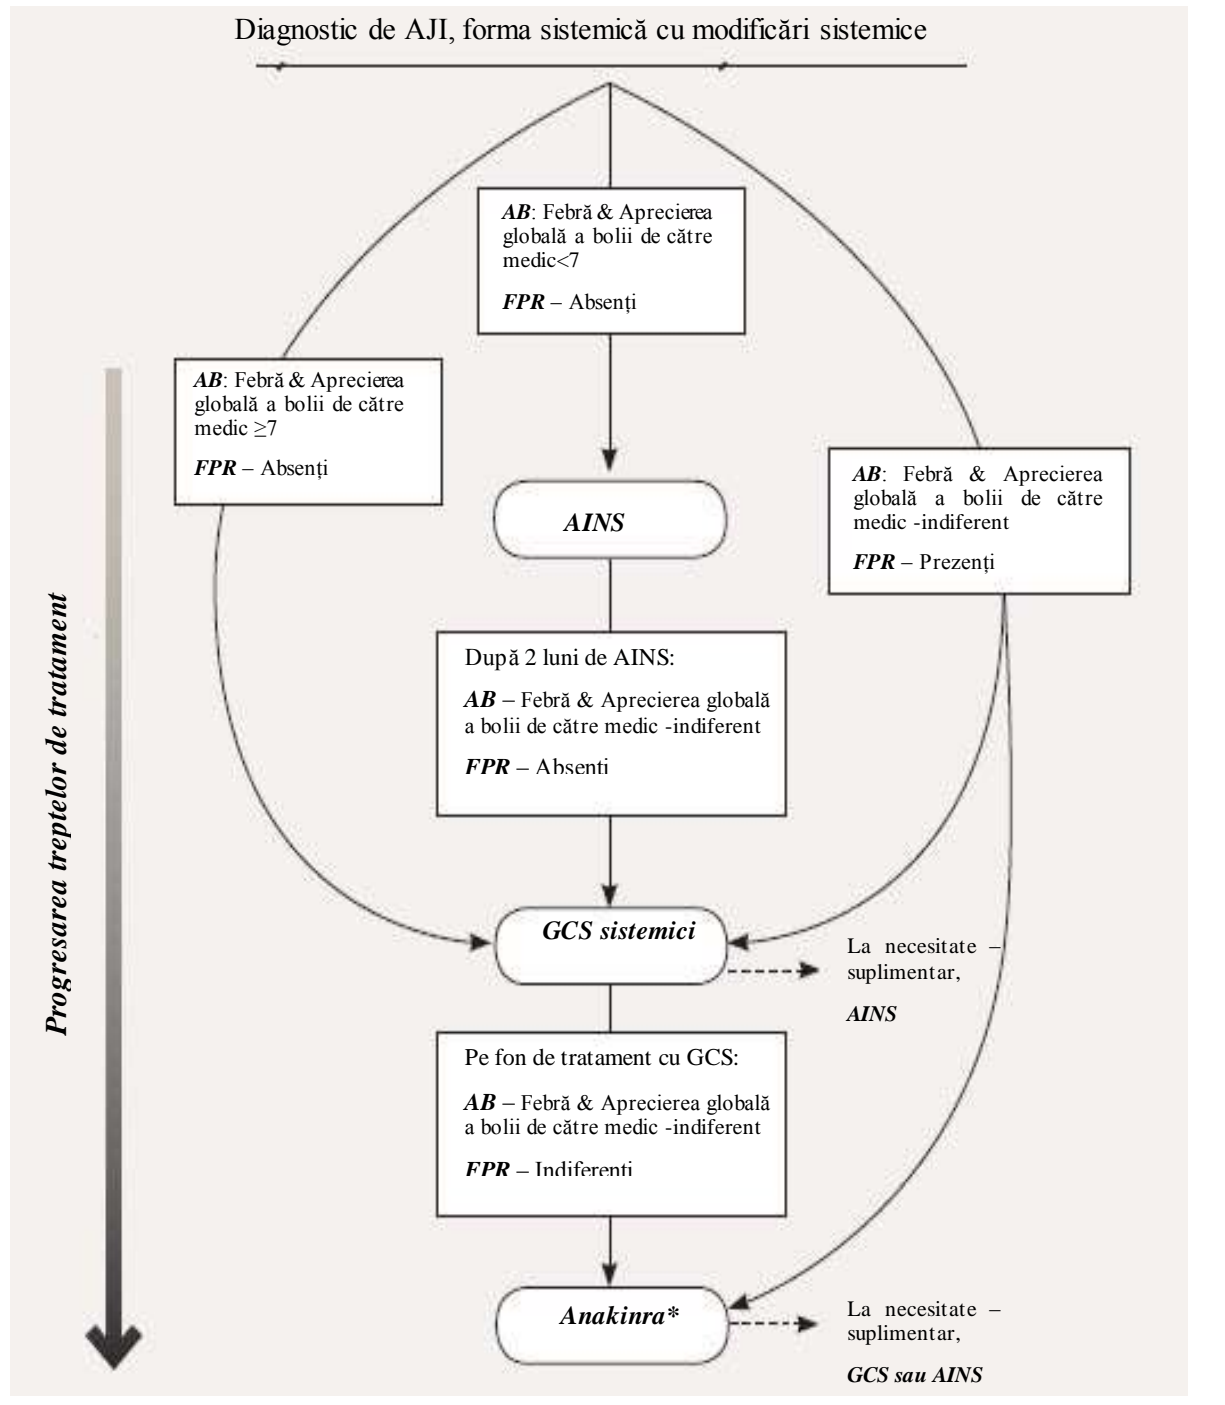 Diagnostic de AJI, forma sistemică cu modificări sistemice
AB: Febră & Aprecierea
globală a bolii de către
medic<7
FPR – Absenți
AB: Febră & Aprecierea
globală a bolii de către
medic ≥7
FPR – Absenți
AB: Febră & Aprecierea
globală a bolii de către
medic -indiferent
FPR – Prezenți
AINS
După 2 luni de AINS:
AB – Febră & Aprecierea globală
a bolii de către medic -indiferent
FPR – Absenți
GCS sistemici
La necesitate –
suplimentar,
AINS
Pe fon de tratament cu GCS:
AB – Febră & Aprecierea globală
a bolii de către medic -indiferent
FPR – Indiferenți
Anakinra*
La necesitate –
suplimentar,
GCS sau AINS
Progresarea treptelor de tratament